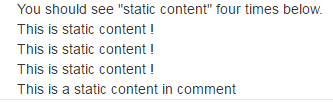 You should see "static content" four times below.
This is static content !
This is static content !
This is static content !
This is a static content in comment